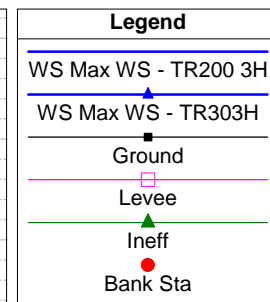 Legend
WS Max WS - TR200 3H
WS Max WS - TR303H
Ground
Levee
Ineff
Bank Sta